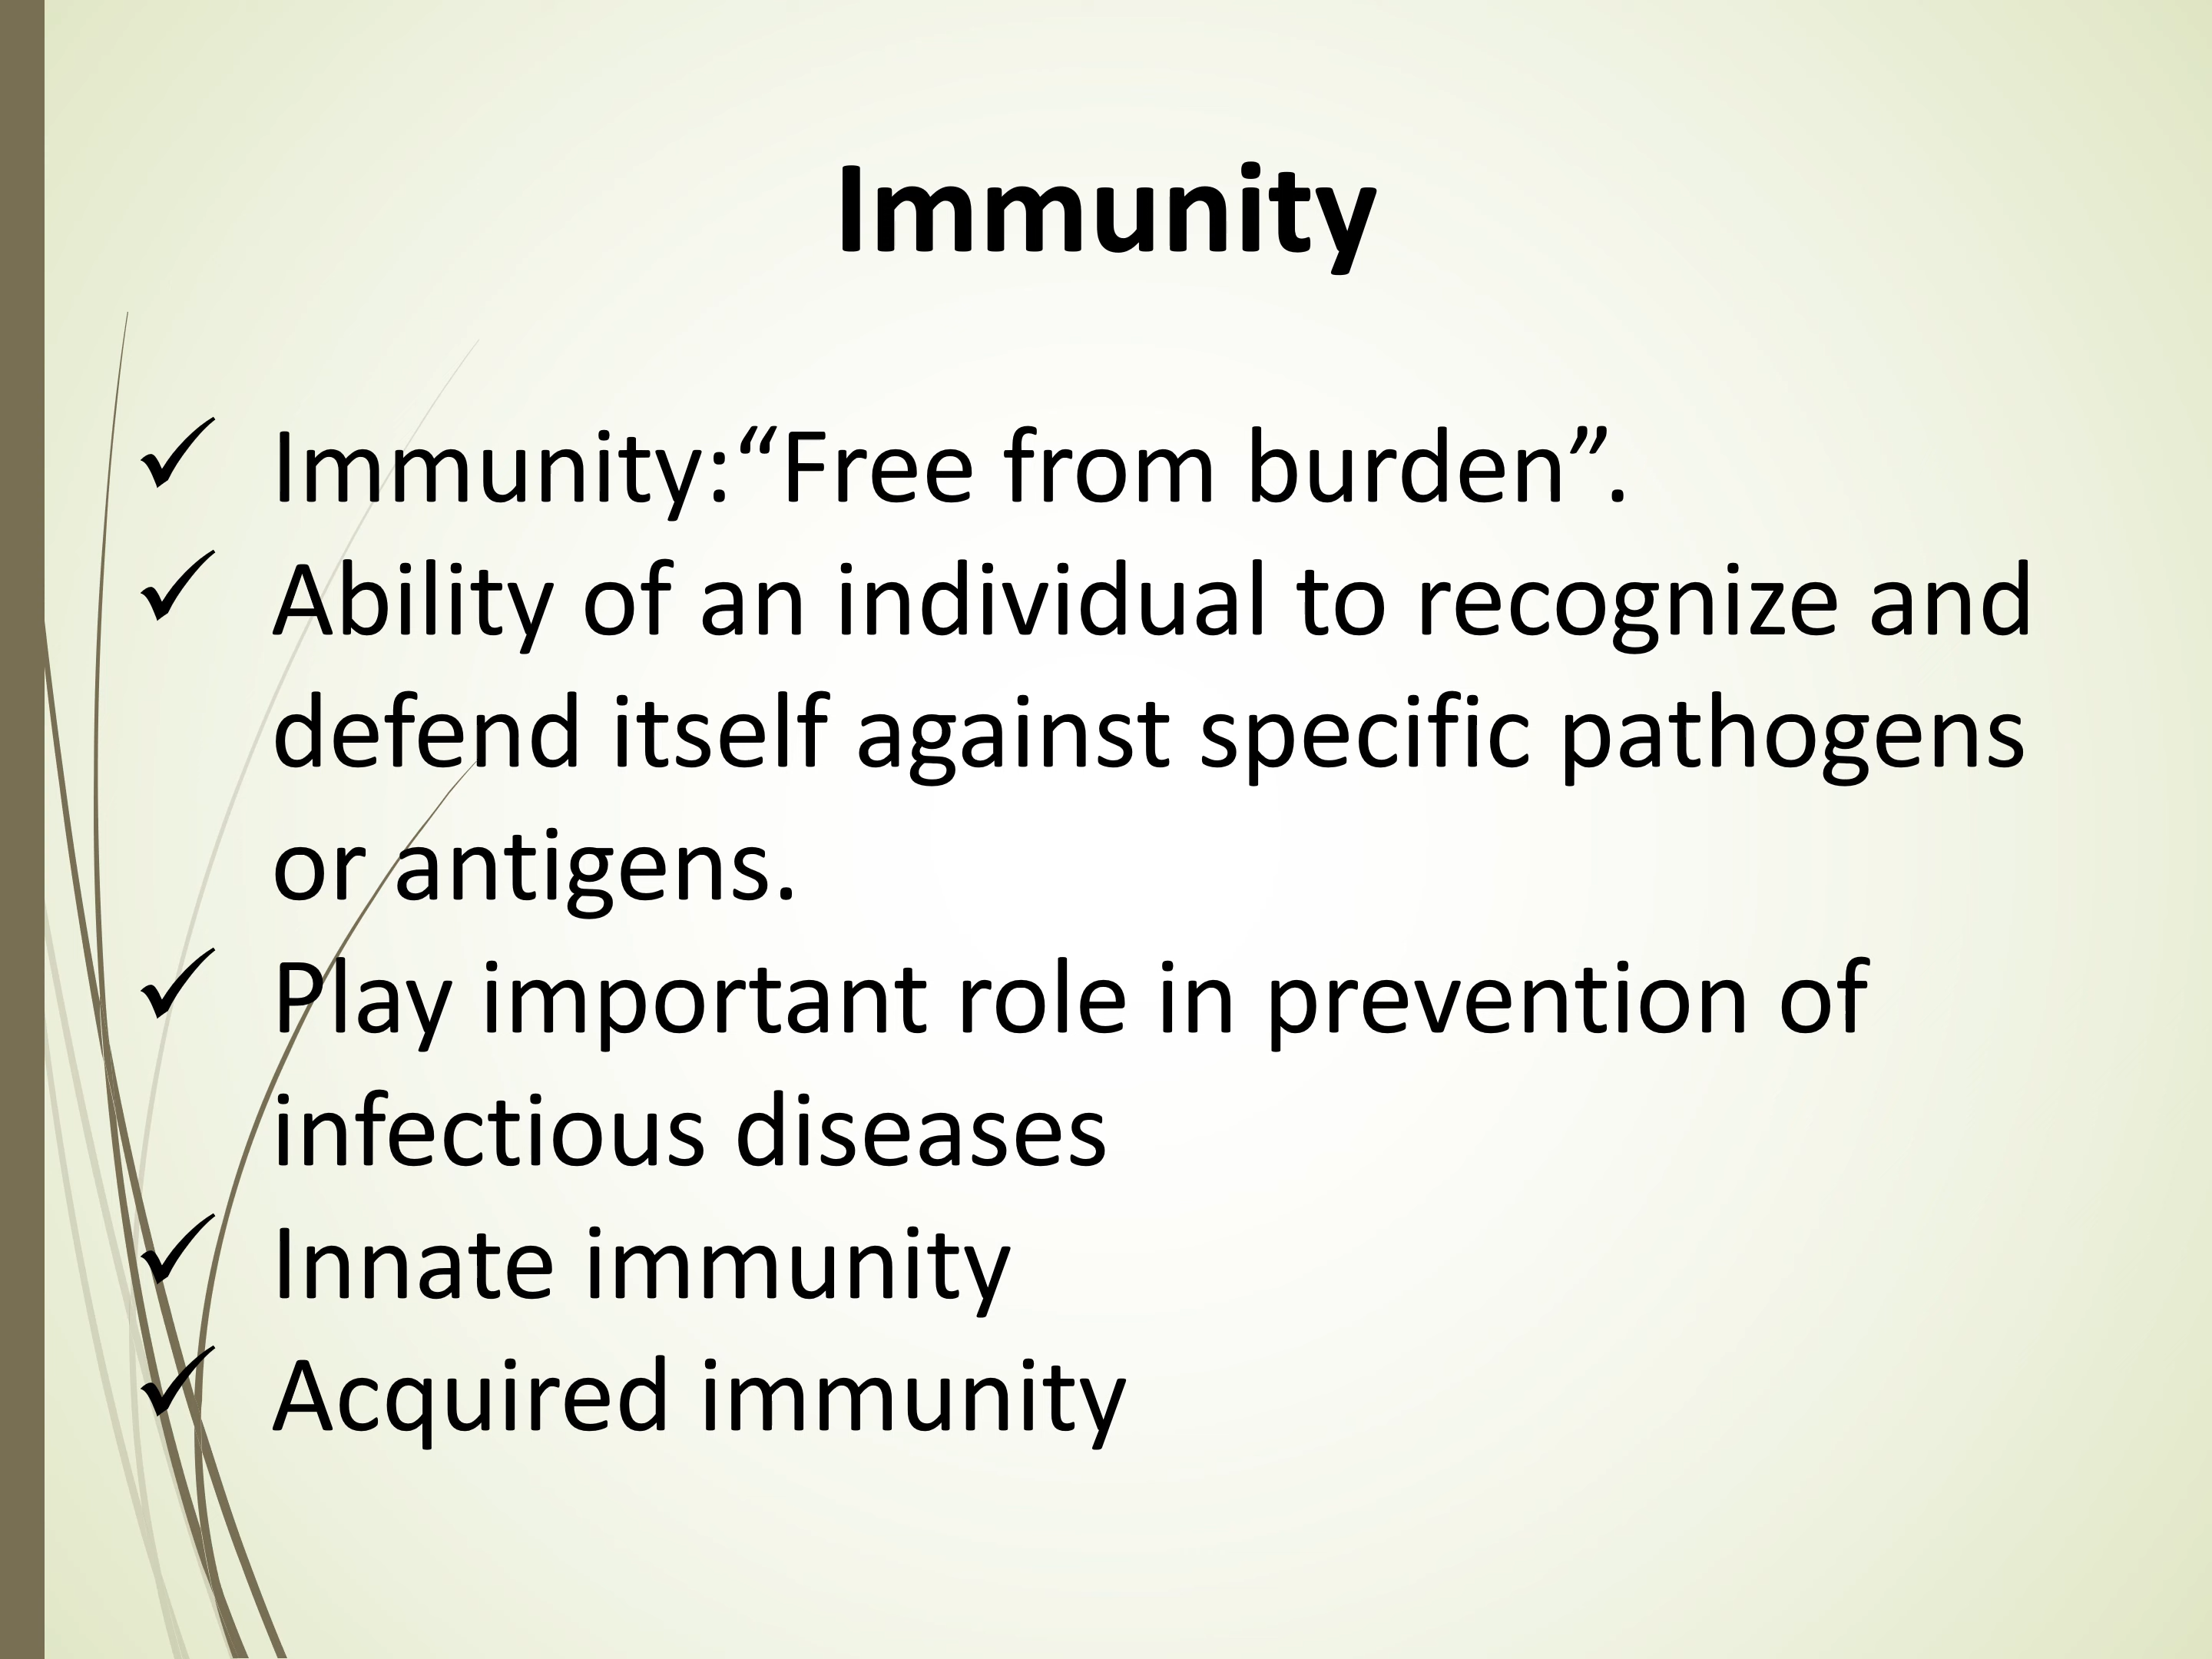 Immunity
✓ Immunity:“Free from burden”.
✓ Ability of an individual to recognize and
defend itself against specific pathogens
or antigens.
✓ Play important role in prevention of
infectious diseases
✓ Innate immunity
✓ Acquired immunity